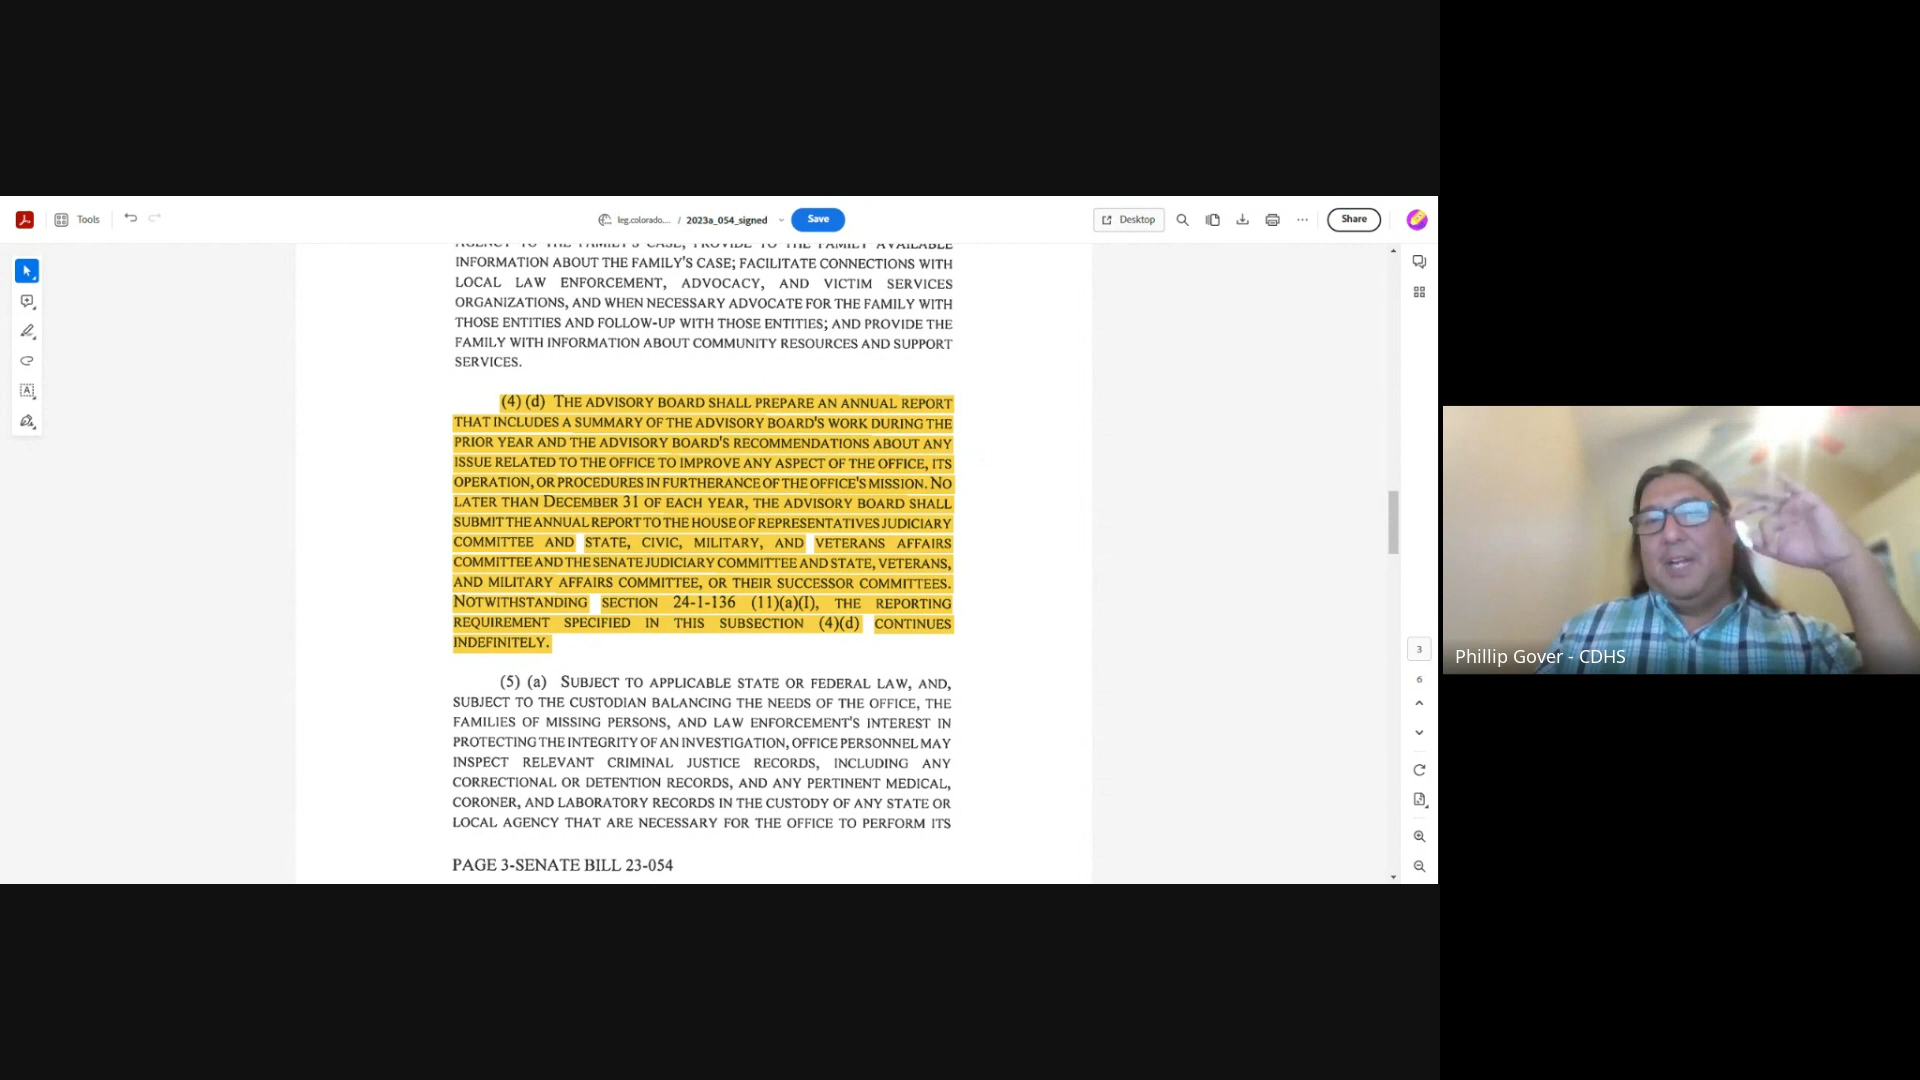 Tools
leg.colorado.... / 2023a_054_signed
Save
Desktop
Share
AGENCY TO THE FAMILY'S CASE; PROVIDE TO THE FAMILY AVAILABLE
INFORMATION ABOUT THE FAMILY'S CASE; FACILITATE CONNECTIONS WITH
LOCAL LAW ENFORCEMENT, ADVOCACY, AND VICTIM SERVICES
ORGANIZATIONS, AND WHEN NECESSARY ADVOCATE FOR THE FAMILY WITH
THOSE ENTITIES AND FOLLOW-UP WITH THOSE ENTITIES; AND PROVIDE THE
FAMILY WITH INFORMATION ABOUT COMMUNITY RESOURCES AND SUPPORT
SERVICES.
(4) (d) THE ADVISORY BOARD SHALL PREPARE AN ANNUAL REPORT
THAT INCLUDES A SUMMARY OF THE ADVISORY BOARD'S WORK DURING THE
PRIOR YEAR AND THE ADVISORY BOARD'S RECOMMENDATIONS ABOUT ANY
ISSUE RELATED TO THE OFFICE TO IMPROVE ANY ASPECT OF THE OFFICE, ITS
OPERATION, OR PROCEDURES IN FURTHERANCE OF THE OFFICE'S MISSION. NO
LATER THAN DECEMBER 31 OF EACH YEAR, THE ADVISORY BOARD SHALL
SUBMIT THE ANNUAL REPORT TO THE HOUSE OF REPRESENTATIVES JUDICIARY
COMMITTEE AND STATE, CIVIC, MILITARY, AND VETERANS AFFAIRS
COMMITTEE AND THE SENATE JUDICIARY COMMITTEE AND STATE, VETERANS,
AND MILITARY AFFAIRS COMMITTEE, OR THEIR SUCCESSOR COMMITTEES.
NOTWITHSTANDING SECTION 24-1-136 (11)(a)(I), THE REPORTING
REQUIREMENT SPECIFIED IN THIS SUBSECTION (4)(d) CONTINUES
INDEFINITELY.
(5) (a) SUBJECT TO APPLICABLE STATE OR FEDERAL LAW, AND,
SUBJECT TO THE CUSTODIAN BALANCING THE NEEDS OF THE OFFICE, THE
FAMILIES OF MISSING PERSONS, AND LAW ENFORCEMENT'S INTEREST IN
PROTECTING THE INTEGRITY OF AN INVESTIGATION, OFFICE PERSONNEL MAY
INSPECT RELEVANT CRIMINAL JUSTICE RECORDS, INCLUDING ANY
CORRECTIONAL OR DETENTION RECORDS, AND ANY PERTINENT MEDICAL,
CORONER, AND LABORATORY RECORDS IN THE CUSTODY OF ANY STATE OR
LOCAL AGENCY THAT ARE NECESSARY FOR THE OFFICE TO PERFORM ITS
PAGE 3-SENATE BILL 23-054
3
6
Phillip Gover - CDHS